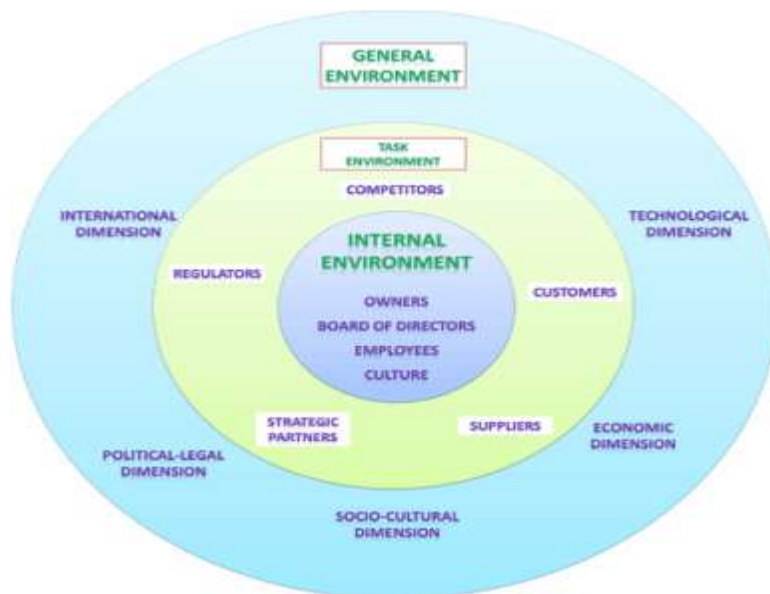 GENERAL
ENVIRONMENT
TASK
ENVIRONMENT
COMPETITORS
INTERNATIONAL
DIMENSION
TECHNOLOGICAL
DIMENSION
INTERNAL
ENVIRONMENT
REGULATORS
CUSTOMERS
OWNERS
BOARD OF DIRECTORS
EMPLOYEES
CULTURE
STRATEGIC
PARTNERS
SUPPLIERS
ECONOMIC
DIMENSION
POLITICAL-LEGAL
DIMENSION
SOCIO-CULTURAL
DIMENSION